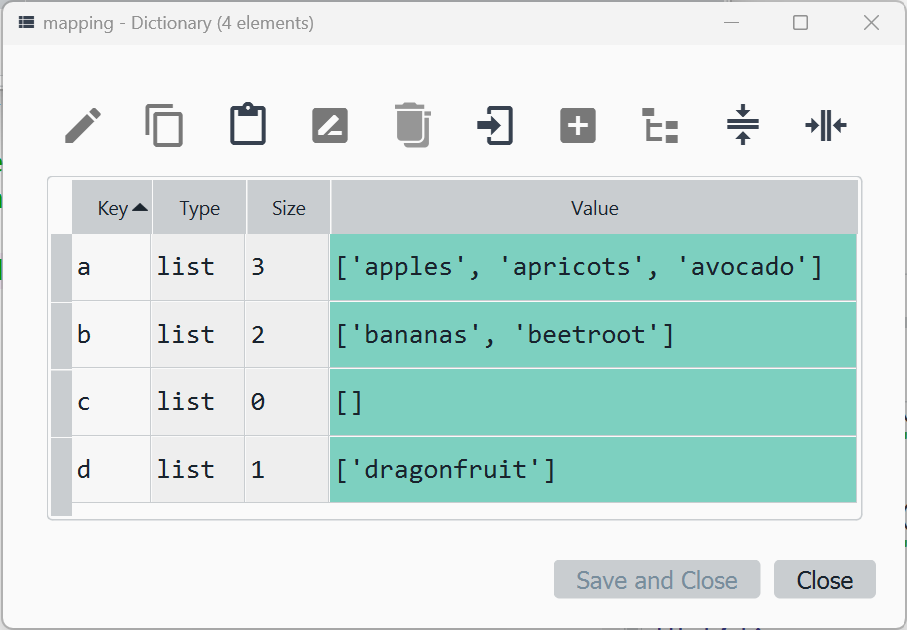 mapping - Dictionary (4 elements)
Key Type Size Value
a list 3 ['apples', 'apricots', 'avocado']
b list 2 ['bananas', 'beetroot']
c list 0 []
d list 1 ['dragonfruit']
Save and Close Close